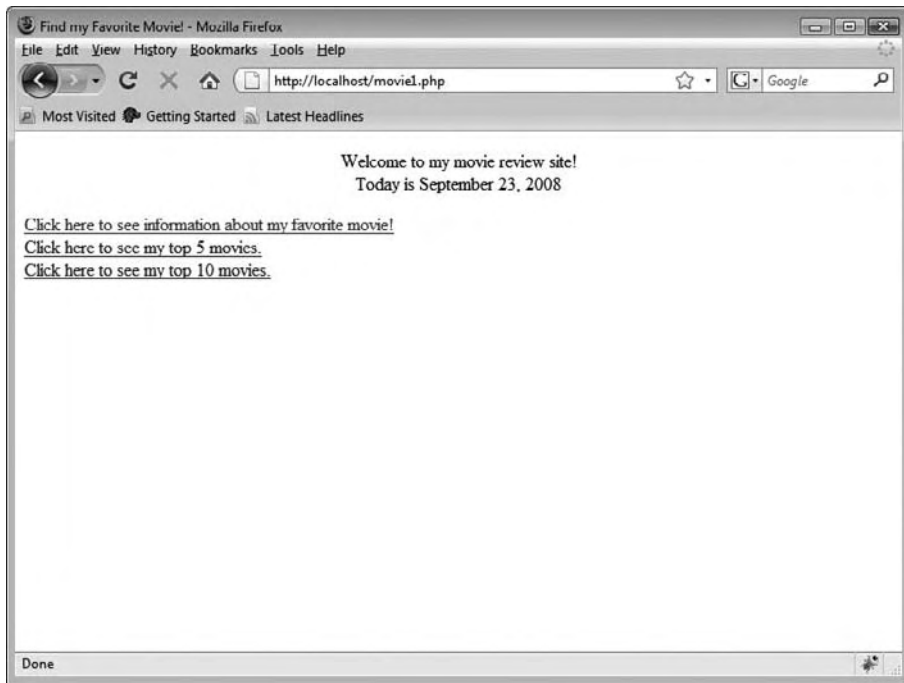 Find my Favorite Movie! - Mozilla Firefox
File Edit View History Bookmarks Tools Help
http://localhost/movie1.php
G Google
Most Visited Getting Started Latest Headlines
Welcome to my movie review site!
Today is September 23, 2008
Click here to see information about my favorite movie!
Click here to see my top 5 movies.
Click here to see my top 10 movies.
Done